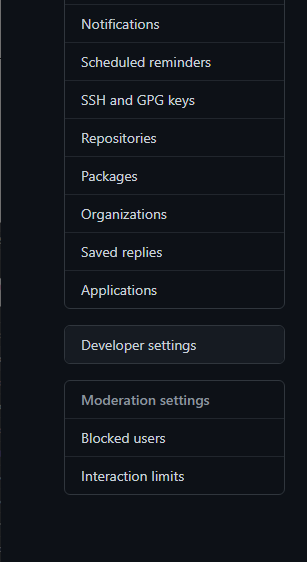 Notifications
Scheduled reminders
SSH and GPG keys
Repositories
Packages
Organizations
Saved replies
Applications
Developer settings
Moderation settings
Blocked users
Interaction limits